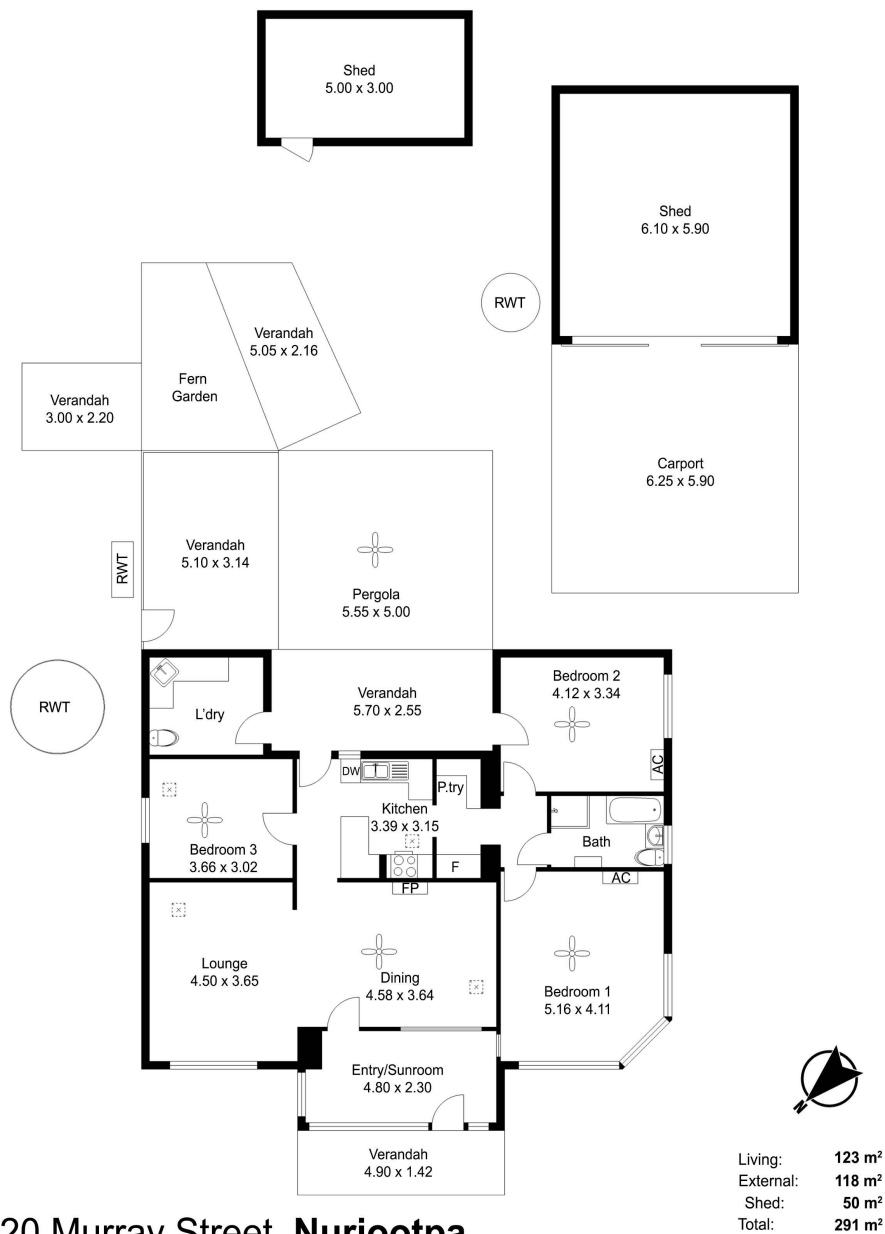 Shed
5.00 x 3.00
Shed
6.10 x 5.90
RWT
Verandah
5.05 x 2.16
Fern
Garden
Verandah
3.00 x 2.20
Carport
6.25 x 5.90
Verandah
5.10 x 3.14
RWT
Pergola
5.55 x 5.00
RWT
L'dry
Verandah
5.70 x 2.55
Bedroom 2
4.12 x 3.34
AC
DW
P.try
Kitchen
3.39 x 3.15
Bath
Bedroom 3
3.66 x 3.02
F
FP
AC
Lounge
4.50 x 3.65
Dining
4.58 x 3.64
Bedroom 1
5.16 x 4.11
Entry/Sunroom
4.80 x 2.30
N
Verandah
4.90 x 1.42
Living: 123 m²
External: 118 m²
Shed: 50 m²
Total: 291 m²
20 Murray Street, Nuriootpa